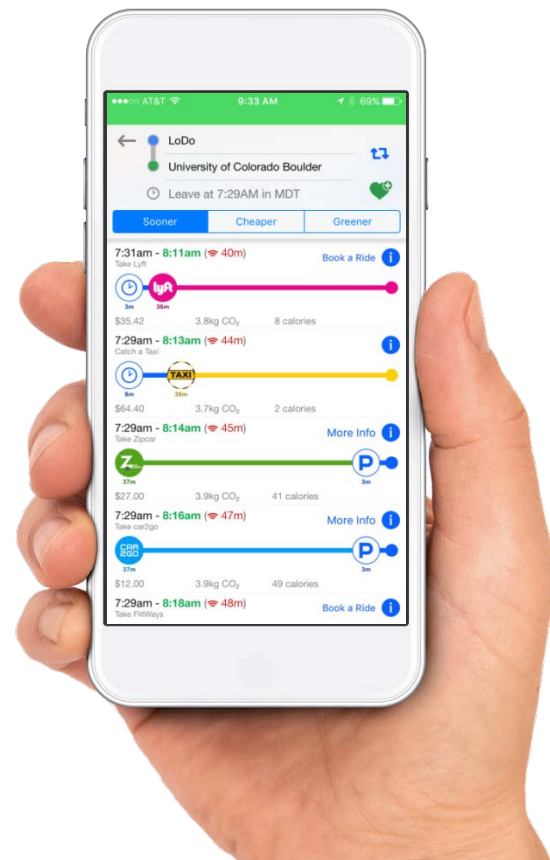 AT&T 9:33 AM 69%
LoDo
University of Colorado Boulder
Leave at 7:29AM in MDT
Sooner Cheaper Greener
7:31am - 8:11am (40m)
Take Lyft Book a Ride i
lyft
3m 36m
$35.42 3.8kg CO₂ 8 calories
7:29am - 8:13am (44m)
Catch a Taxi i
TAXI
8m 35m
$64.40 3.7kg CO₂ 2 calories
7:29am - 8:14am (45m)
Take Zipcar More Info i
Z P
37m 3m
$27.00 3.9kg CO₂ 41 calories
7:29am - 8:16am (47m)
Take car2go More Info i
CAR P
2GO
37m 3m
$12.00 3.9kg CO₂ 49 calories
7:29am - 8:18am (48m)
Take FlitWays Book a Ride i